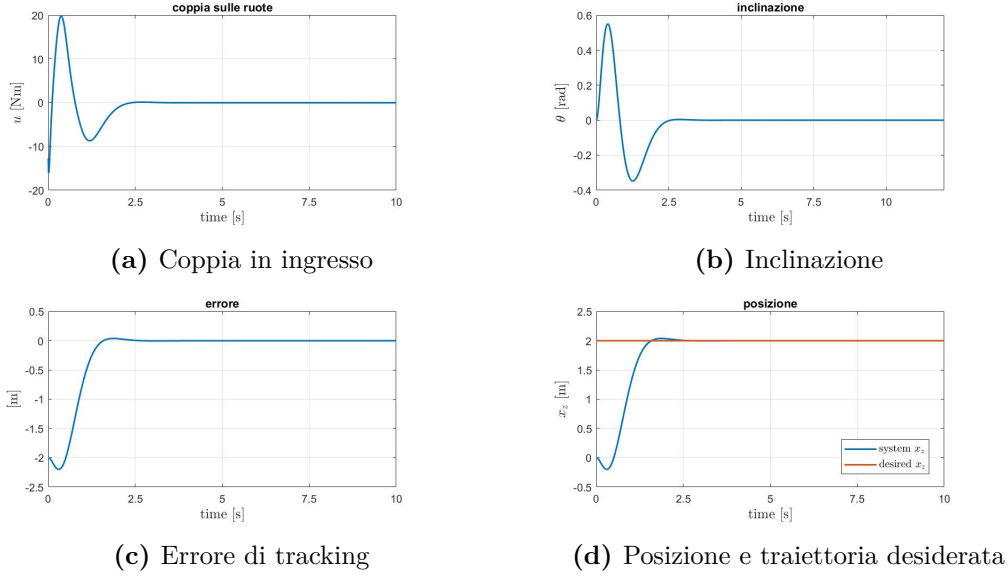 coppia sulle ruote
20
10
0
-10
-20
u [Nm]
0
2.5
5
7.5
10
time [s]
(a) Coppia in ingresso
inclinazione
0.6
0.4
0.2
0
-0.2
-0.4
θ [rad]
0
2
4
6
8
10
time [s]
(b) Inclinazione
errore
0.5
0
-0.5
-1
-1.5
-2
-2.5
[m]
0
2.5
5
7.5
10
time [s]
(c) Errore di tracking
posizione
2.5
2
1.5
1
0.5
0
-0.5
x_z [m]
system x_z
desired x_z
0
2.5
5
7.5
10
time [s]
(d) Posizione e traiettoria desiderata